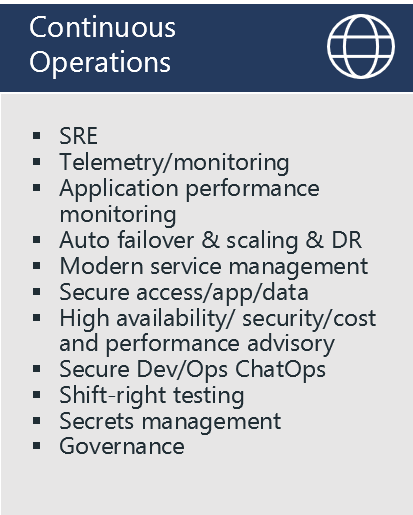 Continuous
Operations
▪ SRE
▪ Telemetry/monitoring
▪ Application performance
monitoring
▪ Auto failover & scaling & DR
▪ Modern service management
▪ Secure access/app/data
▪ High availability/ security/cost
and performance advisory
▪ Secure Dev/Ops ChatOps
▪ Shift-right testing
▪ Secrets management
▪ Governance